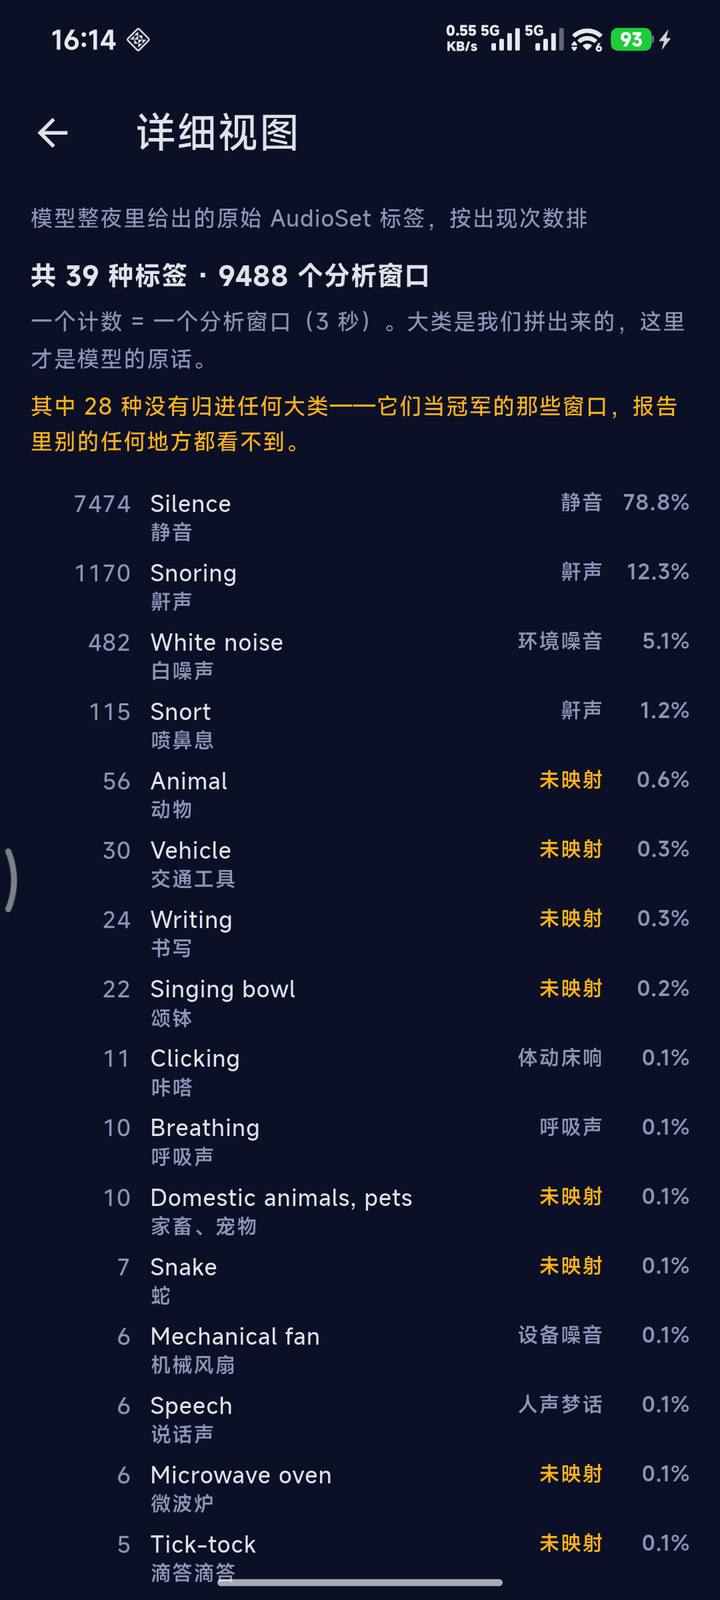 16:14
0.55 KB/s 5G 5G 6 93
详细视图
模型整夜里给出的原始 AudioSet 标签，按出现次数排
共 39 种标签 · 9488 个分析窗口
一个计数 = 一个分析窗口（3 秒）。大类是我们拼出来的，这里
才是模型的原话。
其中 28 种没有归进任何大类——它们当冠军的那些窗口，报告
里别的任何地方都看不到。
7474 Silence 静音 78.8%
静音
1170 Snoring 鼾声 12.3%
鼾声
482 White noise 环境噪音 5.1%
白噪声
115 Snort 鼾声 1.2%
喷鼻息
56 Animal 未映射 0.6%
动物
30 Vehicle 未映射 0.3%
交通工具
24 Writing 未映射 0.3%
书写
22 Singing bowl 未映射 0.2%
颂钵
11 Clicking 体动床响 0.1%
咔嗒
10 Breathing 呼吸声 0.1%
呼吸声
10 Domestic animals, pets 未映射 0.1%
家畜、宠物
7 Snake 未映射 0.1%
蛇
6 Mechanical fan 设备噪音 0.1%
机械风扇
6 Speech 人声梦话 0.1%
说话声
6 Microwave oven 未映射 0.1%
微波炉
5 Tick-tock 未映射 0.1%
滴答滴答